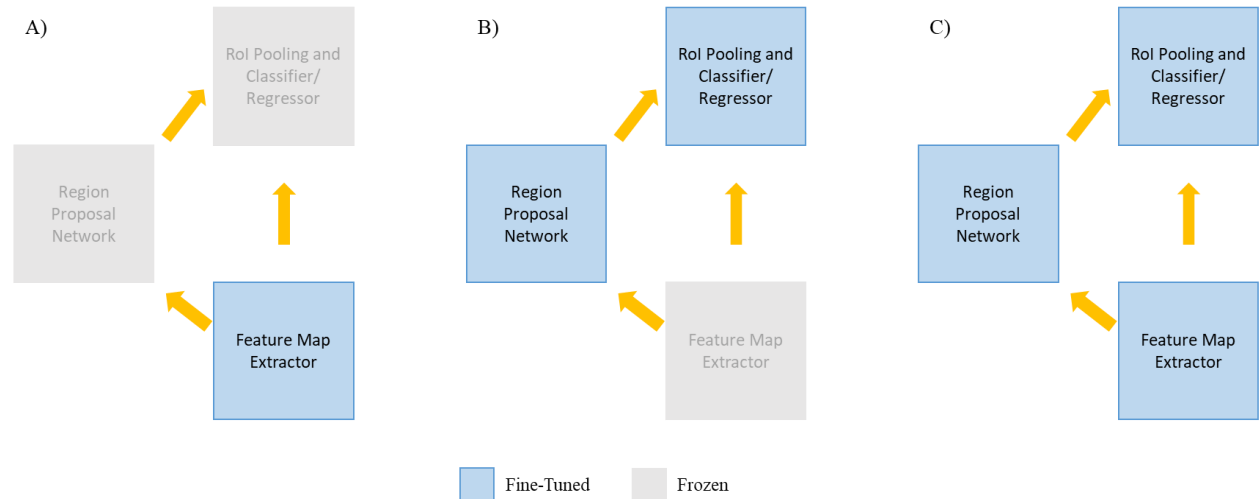 A)
RoI Pooling and
Classifier/
Regressor
Region
Proposal
Network
Feature Map
Extractor
B)
RoI Pooling and
Classifier/
Regressor
Region
Proposal
Network
Feature Map
Extractor
C)
RoI Pooling and
Classifier/
Regressor
Region
Proposal
Network
Feature Map
Extractor
Fine-Tuned
Frozen